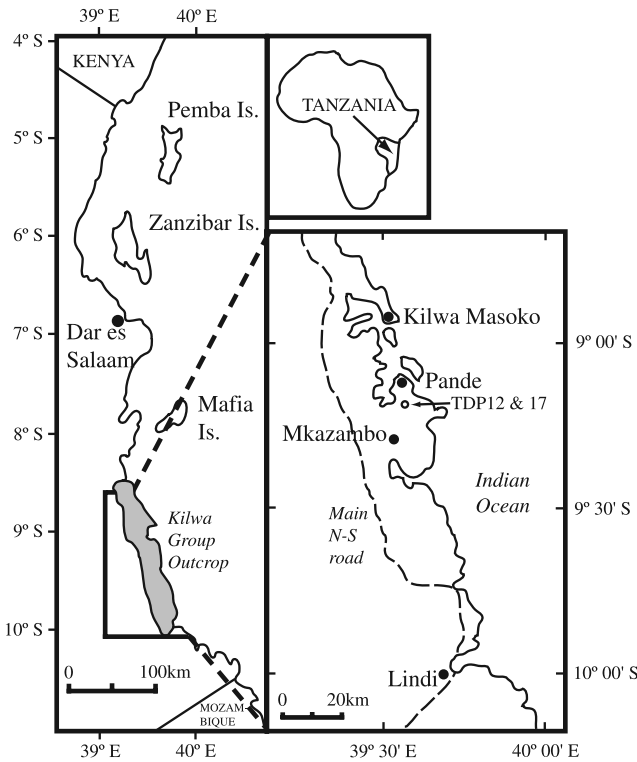 39º E 40º E
4º S
KENYA
Pemba Is.
5º S
Zanzibar Is.
6º S
Dar es
Salaam
7º S
Mafia
Is.
8º S
Kilwa
Group
Outcrop
9º S
10º S
0 100km
MOZAM-
BIQUE
39º E 40º E
TANZANIA
Kilwa Masoko
9º 00' S
Pande
TDP12 & 17
Mkazambo
Indian
Ocean
Main
N-S
road
9º 30' S
Lindi
10º 00' S
0 20km
39º 30' E 40º 00' E